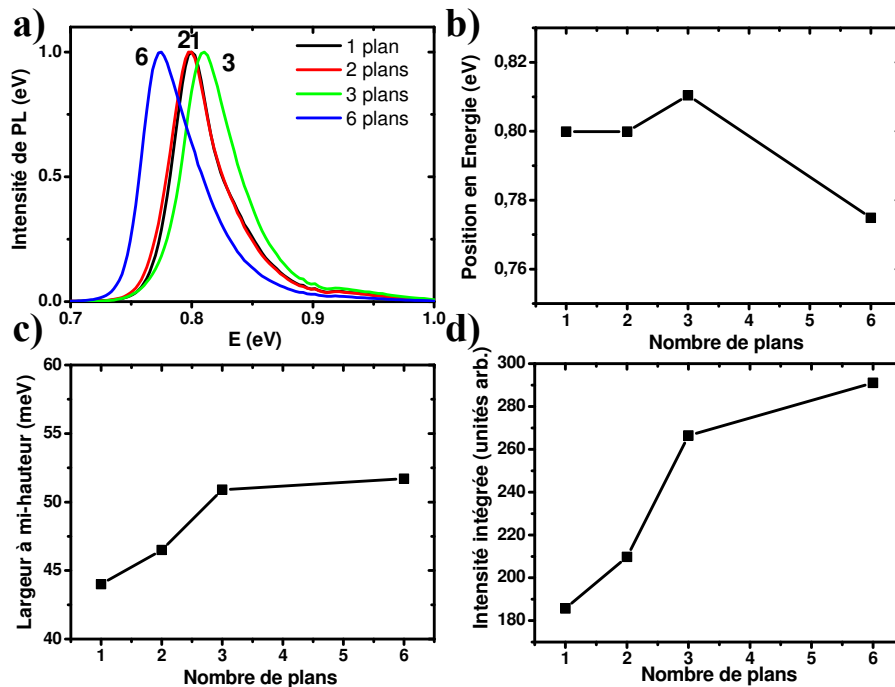 a)
Intensité de PL (eV)
1.0
0.5
0.0
0.7 0.8 0.9 1.0
E (eV)
6 21 3
1 plan
2 plans
3 plans
6 plans
b)
Position en Energie (eV)
0,82
0,80
0,78
0,76
1 2 3 4 5 6
Nombre de plans
c)
Largeur à mi-hauteur (meV)
60
55
50
45
40
1 2 3 4 5 6
Nombre de plans
d)
Intensité intégrée (unités arb.)
300
280
260
240
220
200
180
1 2 3 4 5 6
Nombre de plans